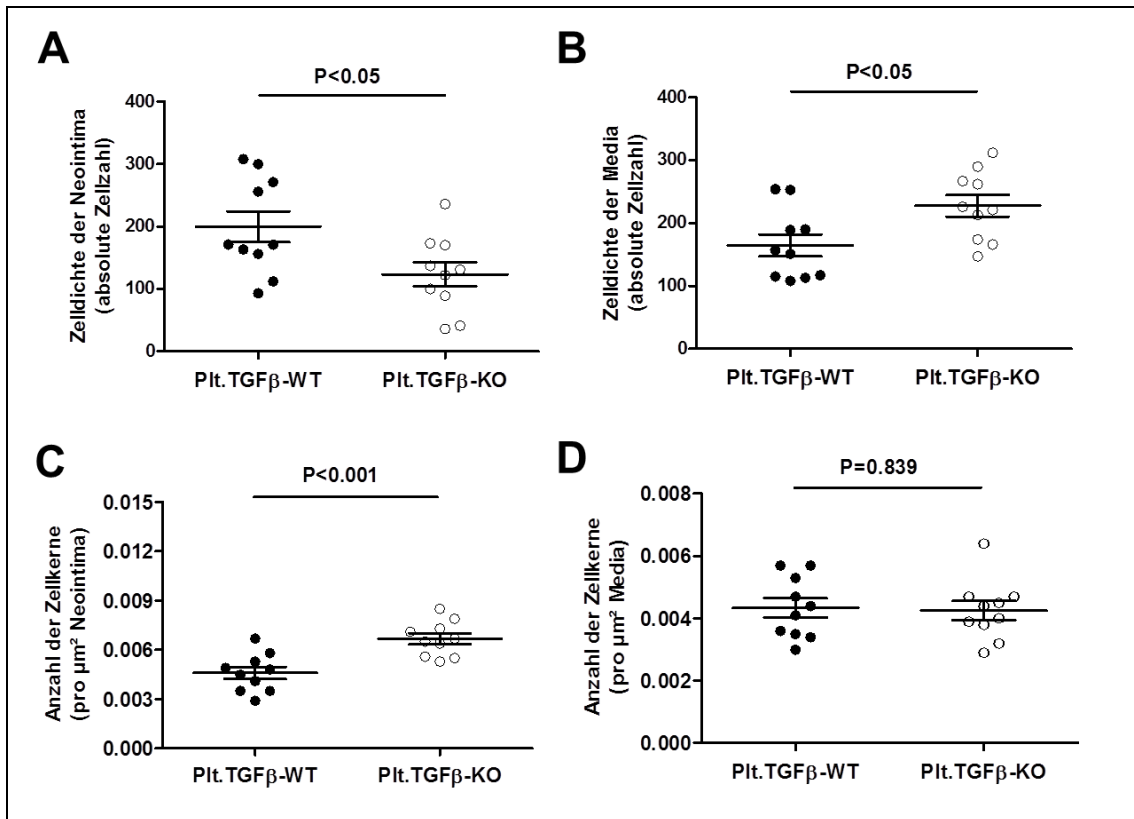 A
P<0.05
Zelldichte der Neointima
(absolute Zellzahl)
400
300
200
100
0
Plt.TGFβ-WT
Plt.TGFβ-KO
B
P<0.05
Zelldichte der Media
(absolute Zellzahl)
400
300
200
100
0
Plt.TGFβ-WT
Plt.TGFβ-KO
C
P<0.001
Anzahl der Zellkerne
(pro µm² Neointima)
0.015
0.012
0.009
0.006
0.003
0.000
Plt.TGFβ-WT
Plt.TGFβ-KO
D
P=0.839
Anzahl der Zellkerne
(pro µm² Media)
0.008
0.006
0.004
0.002
0.000
Plt.TGFβ-WT
Plt.TGFβ-KO